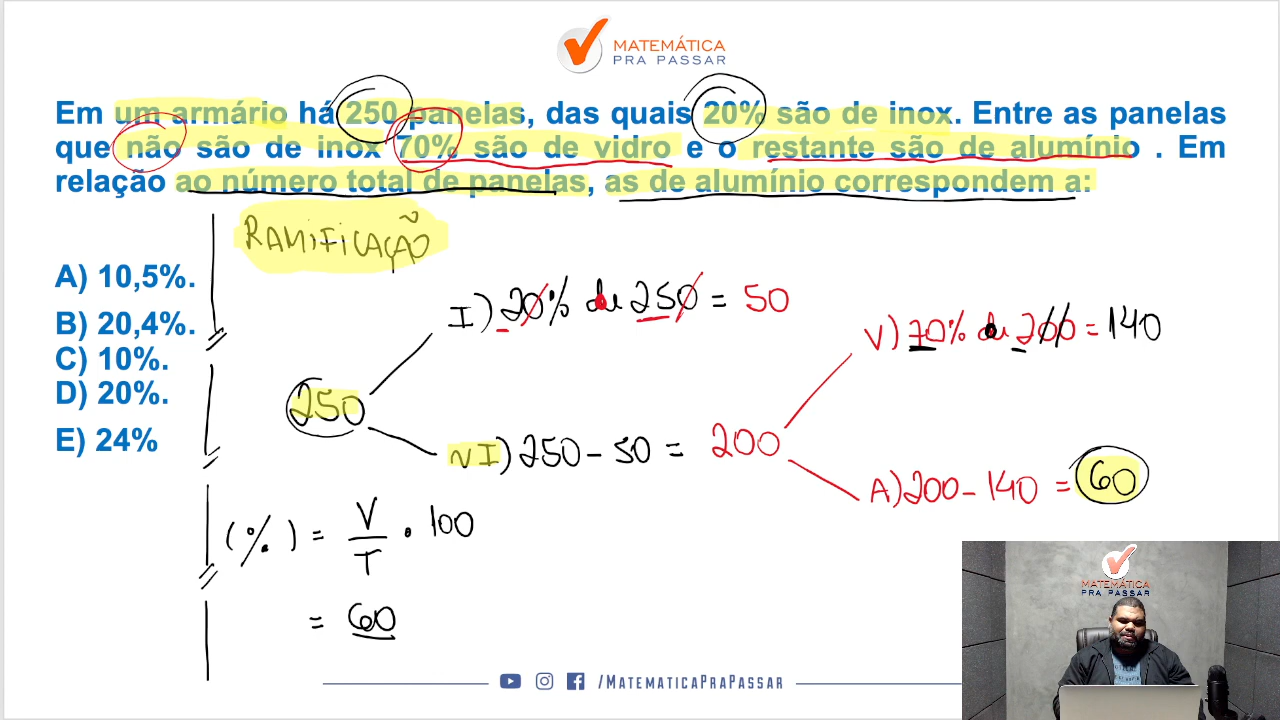 MATEMÁTICA
PRA PASSAR
Em um armário há 250 panelas, das quais 20% são de inox. Entre as panelas
que não são de inox 70% são de vidro e o restante são de alumínio . Em
relação ao número total de panelas, as de alumínio correspondem a:
RAMIFICAÇÃO
A) 10,5%.
B) 20,4%.
C) 10%.
D) 20%.
E) 24%
I) 20% de 250 = 50
V) 70% de 200 = 140
250
NI) 250 - 50 = 200
A) 200 - 140 = 60
(%) = V/T . 100
= 60
MATEMÁTICA
PRA PASSAR
/MATEMATICAPRAPASSAR